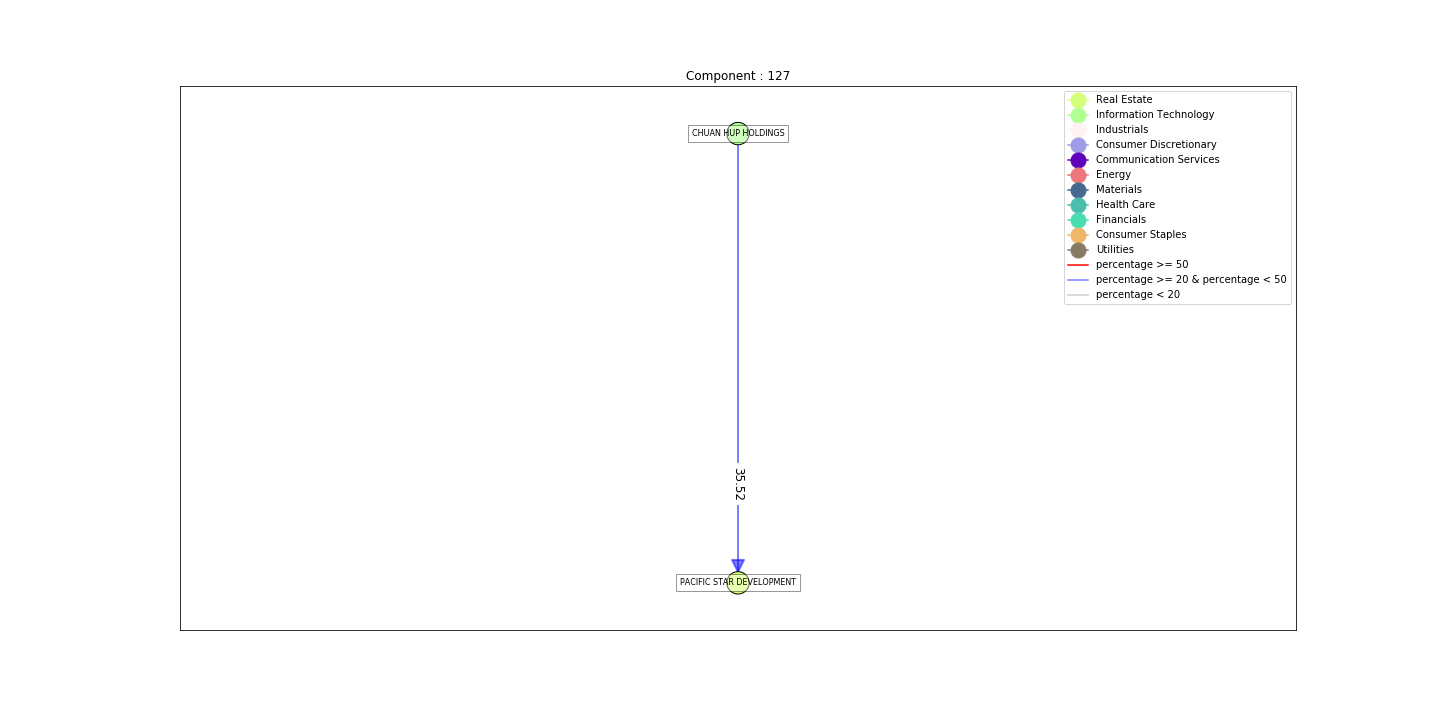 Component : 127
CHUAN HUP HOLDINGS
35.52
PACIFIC STAR DEVELOPMENT
Real Estate
Information Technology
Industrials
Consumer Discretionary
Communication Services
Energy
Materials
Health Care
Financials
Consumer Staples
Utilities
percentage >= 50
percentage >= 20 & percentage < 50
percentage < 20